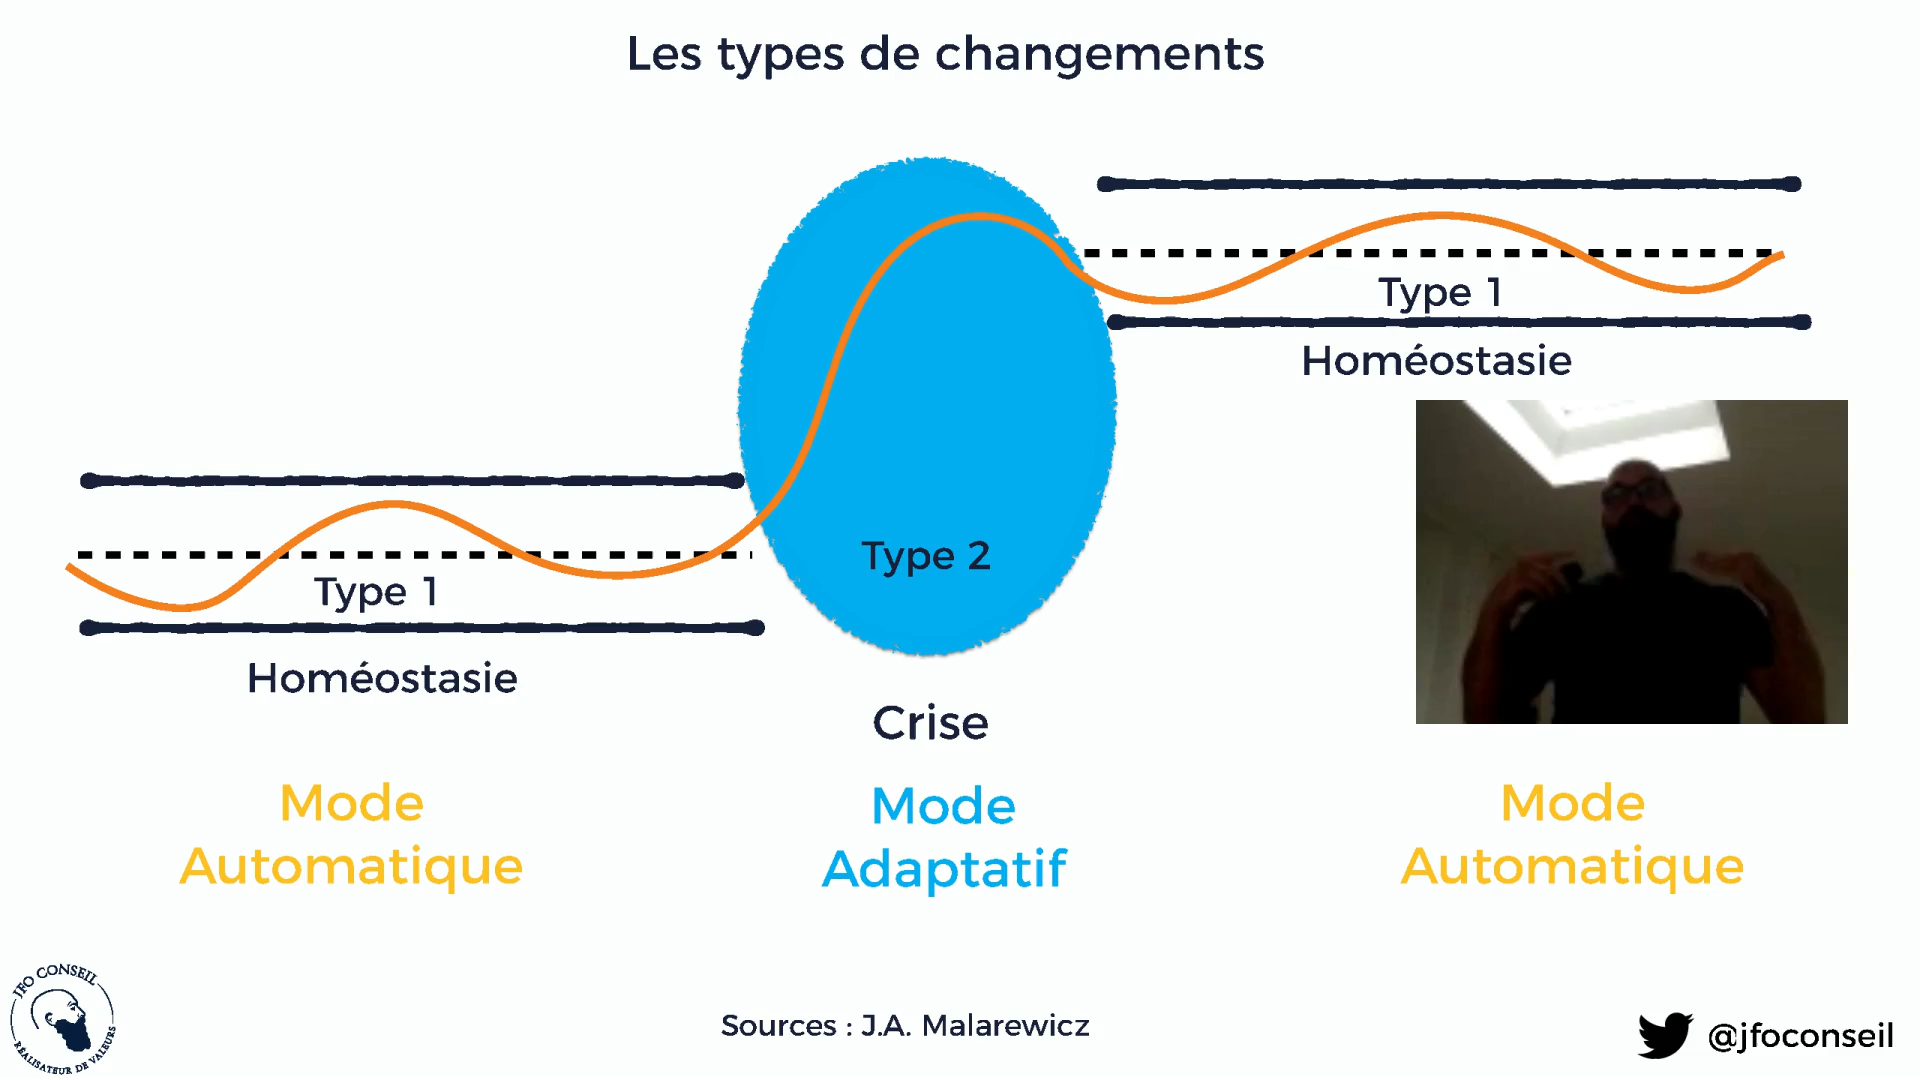 Les types de changements
Type 1
Homéostasie
Type 2
Type 1
Homéostasie
Crise
Mode
Automatique
Mode
Adaptatif
Mode
Automatique
JFO CONSEIL
RÉALISATEUR DE VALEURS
Sources : J.A. Malarewicz
@jfoconseil